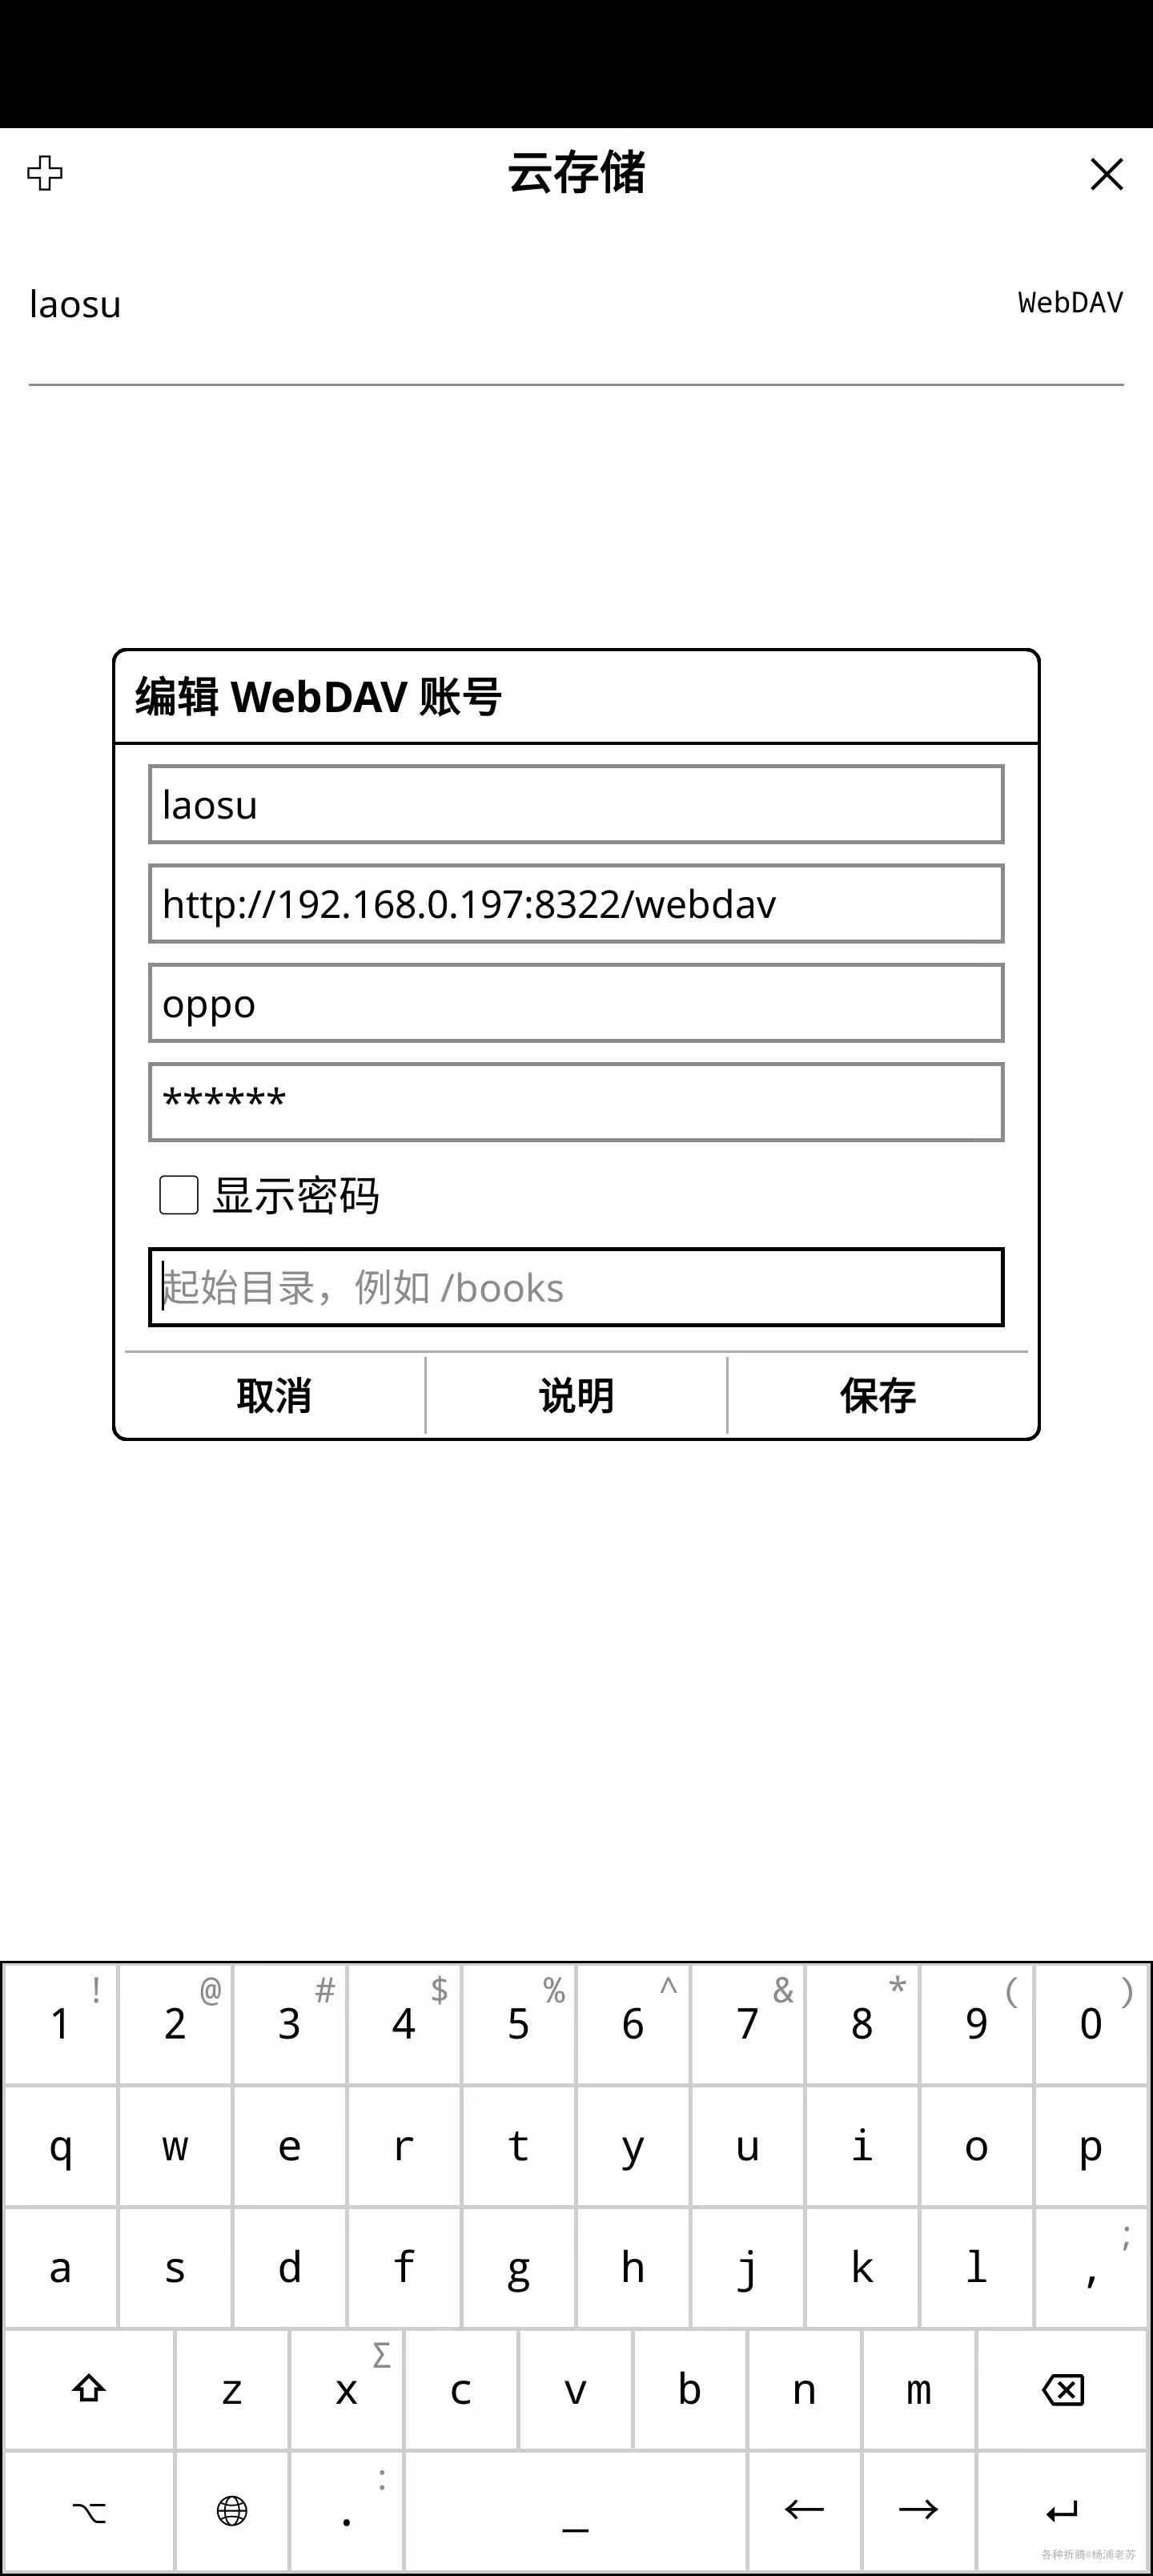 云存储
laosu WebDAV
编辑 WebDAV 账号
laosu
http://192.168.0.197:8322/webdav
oppo
******
显示密码
起始目录，例如 /books
取消 说明 保存
1 ! 2 @ 3 # 4 $ 5 % 6 ^ 7 & 8 * 9 ( 0 )
q w e r t y u i o p
a s d f g h j k l , ;
z x Σ c v b n m
. : _ ← →
各种折腾#杨浦老苏